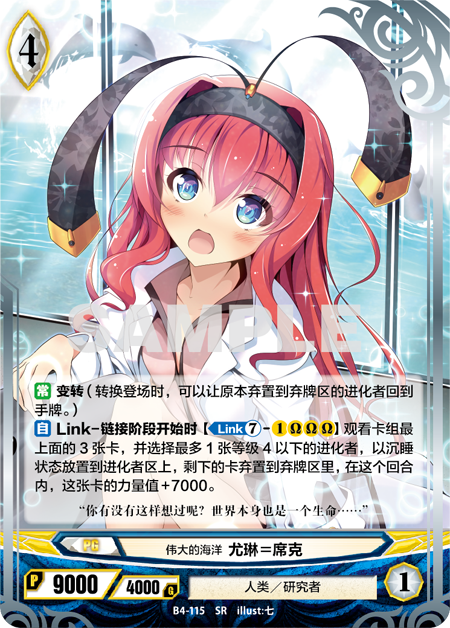 4
SAMPLE
常 变转(转换登场时，可以让原本弃置到弃牌区的进化者回到
手牌。)
自 Link-链接阶段开始时【Link 7-1ΩΩΩ】观看卡组最
上面的3张卡，并选择最多1张等级4以下的进化者，以沉睡
状态放置到进化者区上，剩下的卡弃置到弃牌区里，在这个回合
内，这张卡的力量值+7000。
“你有没有这样想过呢？世界本身也是一个生命……”
PG 伟大的海洋 尤琳=席克
P 9000 4000 G 人类／研究者 1
B4-115 SR illust:七